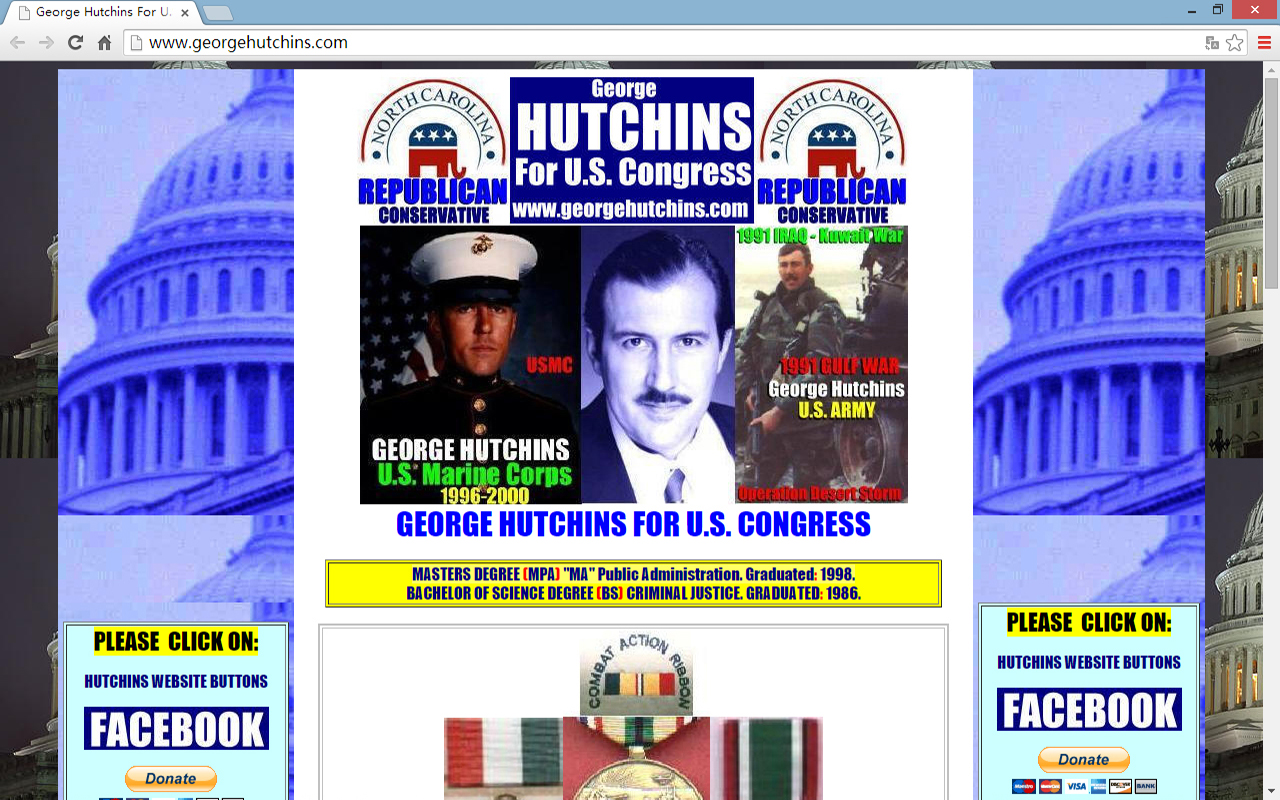 George Hutchins For U.
www.georgehutchins.com
NORTH CAROLINA
REPUBLICAN
CONSERVATIVE
George
HUTCHINS
For U.S. Congress
www.georgehutchins.com
NORTH CAROLINA
REPUBLICAN
CONSERVATIVE
USMC
GEORGE HUTCHINS
U.S. Marine Corps
1996-2000
1991 IRAQ - Kuwait War
1991 GULF WAR
George Hutchins
U.S. ARMY
Operation Desert Storm
GEORGE HUTCHINS FOR U.S. CONGRESS
MASTERS DEGREE (MPA) "MA" Public Administration. Graduated: 1998.
BACHELOR OF SCIENCE DEGREE (BS) CRIMINAL JUSTICE. GRADUATED: 1986.
PLEASE CLICK ON:
HUTCHINS WEBSITE BUTTONS
FACEBOOK
Donate
COMBAT ACTION RIBBON
PLEASE CLICK ON:
HUTCHINS WEBSITE BUTTONS
FACEBOOK
Donate
Maestro
MasterCard
VISA
DISCOVER
BANK